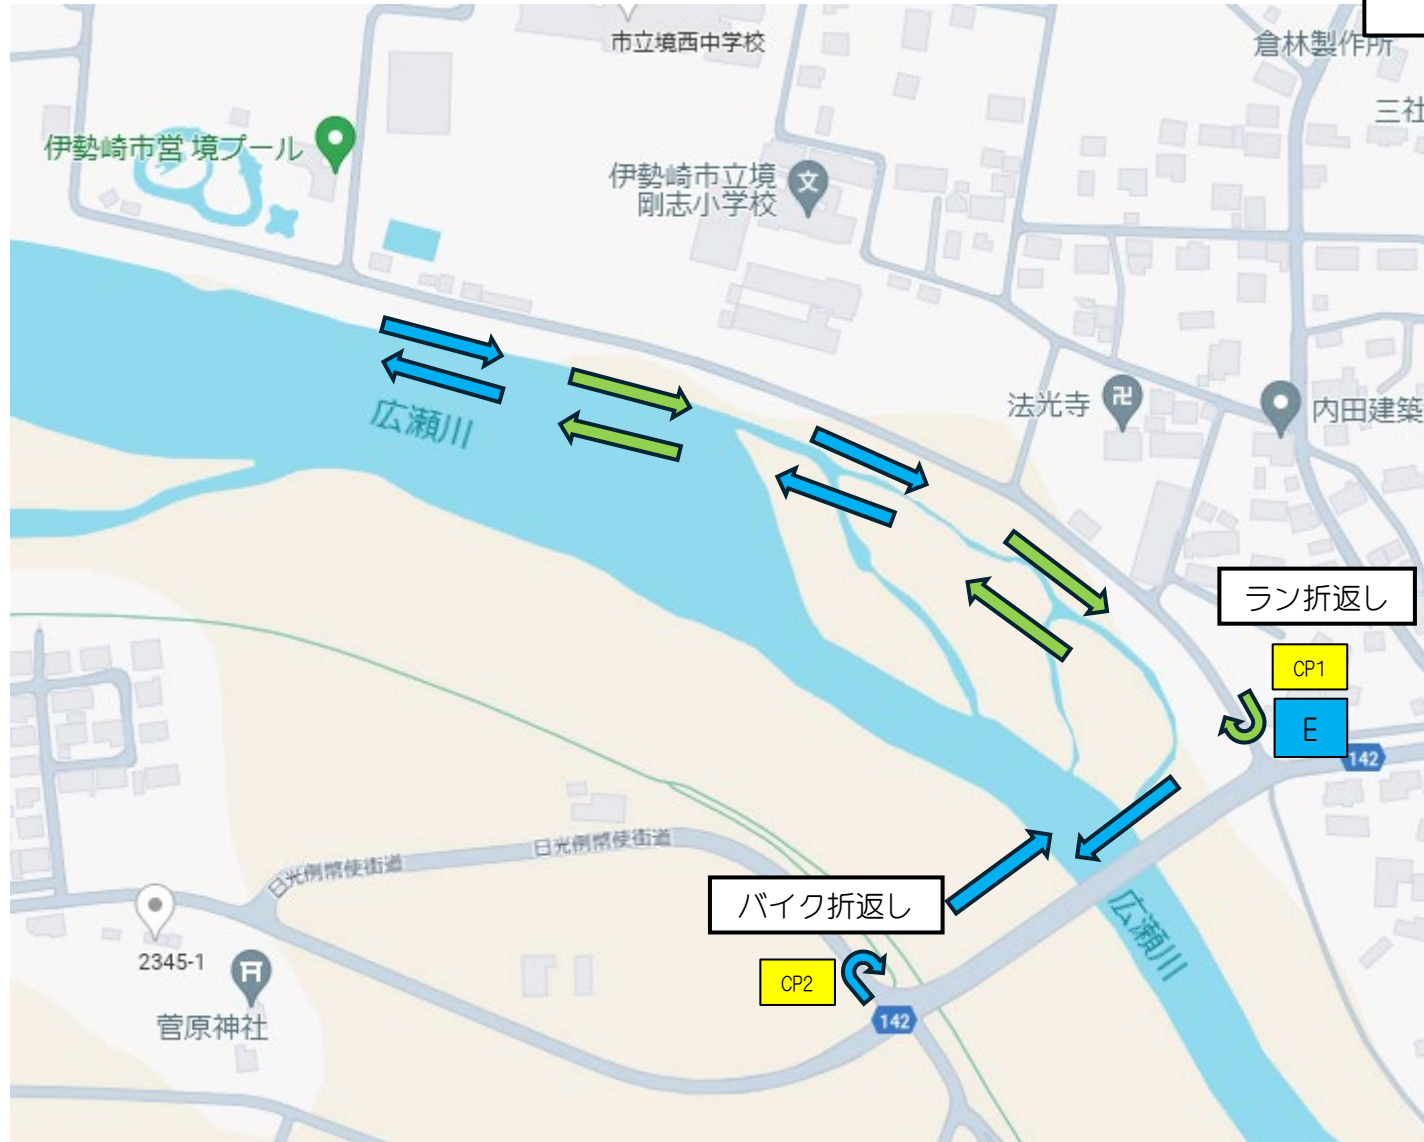 市立境西中学校
倉林製作所
三社
伊勢崎市営 境プール
伊勢崎市立境
剛志小学校
文
法光寺
卍
内田建築
広瀬川
ラン折返し
CP1
E
142
日光例幣使街道
日光例幣使街道
バイク折返し
広瀬川
2345-1
CP2
142
菅原神社